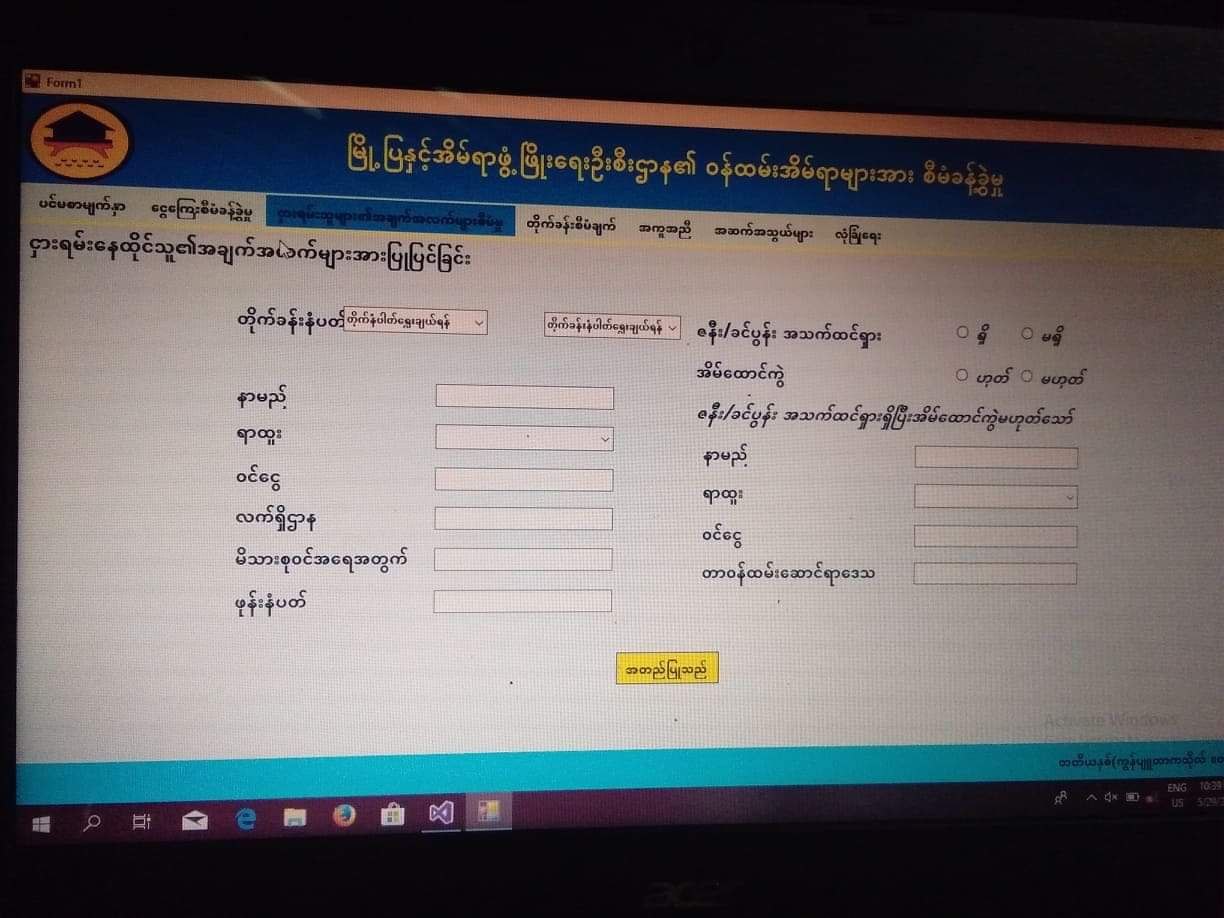 Form1
မြို့ပြနှင့်အိမ်ရာဖွံ့ဖြိုးရေးဦးစီးဌာန၏ ဝန်ထမ်းအိမ်ရာများအား စီမံခန့်ခွဲမှု
ပင်မစာမျက်နှာ ငွေကြေးစီမံခန့်ခွဲမှု ငှားရမ်းသူများ၏အချက်အလက်များစီမံမှု တိုက်ခန်းစီမံချက် အကူအညီ အဆက်အသွယ်များ လုံခြုံရေး
ငှားရမ်းနေထိုင်သူ၏အချက်အလက်များအားပြုပြင်ခြင်း
တိုက်ခန်းနံပတ် တိုက်နံပါတ်ရွေးချယ်ရန် တိုက်ခန်းနံပါတ်ရွေးချယ်ရန် ဇနီး/ခင်ပွန်း အသက်ထင်ရှား ရှိ မရှိ
အိမ်ထောင်ကွဲ ဟုတ် မဟုတ်
နာမည်
ဇနီး/ခင်ပွန်း အသက်ထင်ရှားရှိပြီးအိမ်ထောင်ကွဲမဟုတ်သော်
ရာထူး
နာမည်
ဝင်ငွေ
ရာထူး
လက်ရှိဌာန
ဝင်ငွေ
မိသားစုဝင်အရေအတွက်
တာဝန်ထမ်းဆောင်ရာဒေသ
ဖုန်းနံပတ်
အတည်ပြုသည်
Activate Windows
တတိယနှစ်(ကွန်ပျူတာတက္ကသိုလ်
ENG 10:39
US 5/29/
acer